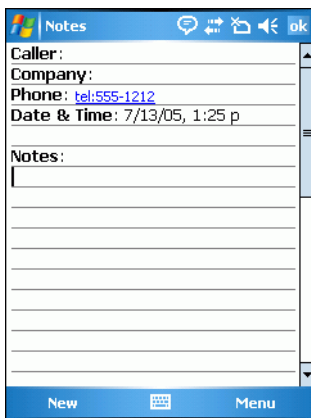 Notes ok
Caller:
Company:
Phone: tel:555-1212
Date & Time: 7/13/05, 1:25 p
Notes:
New Menu